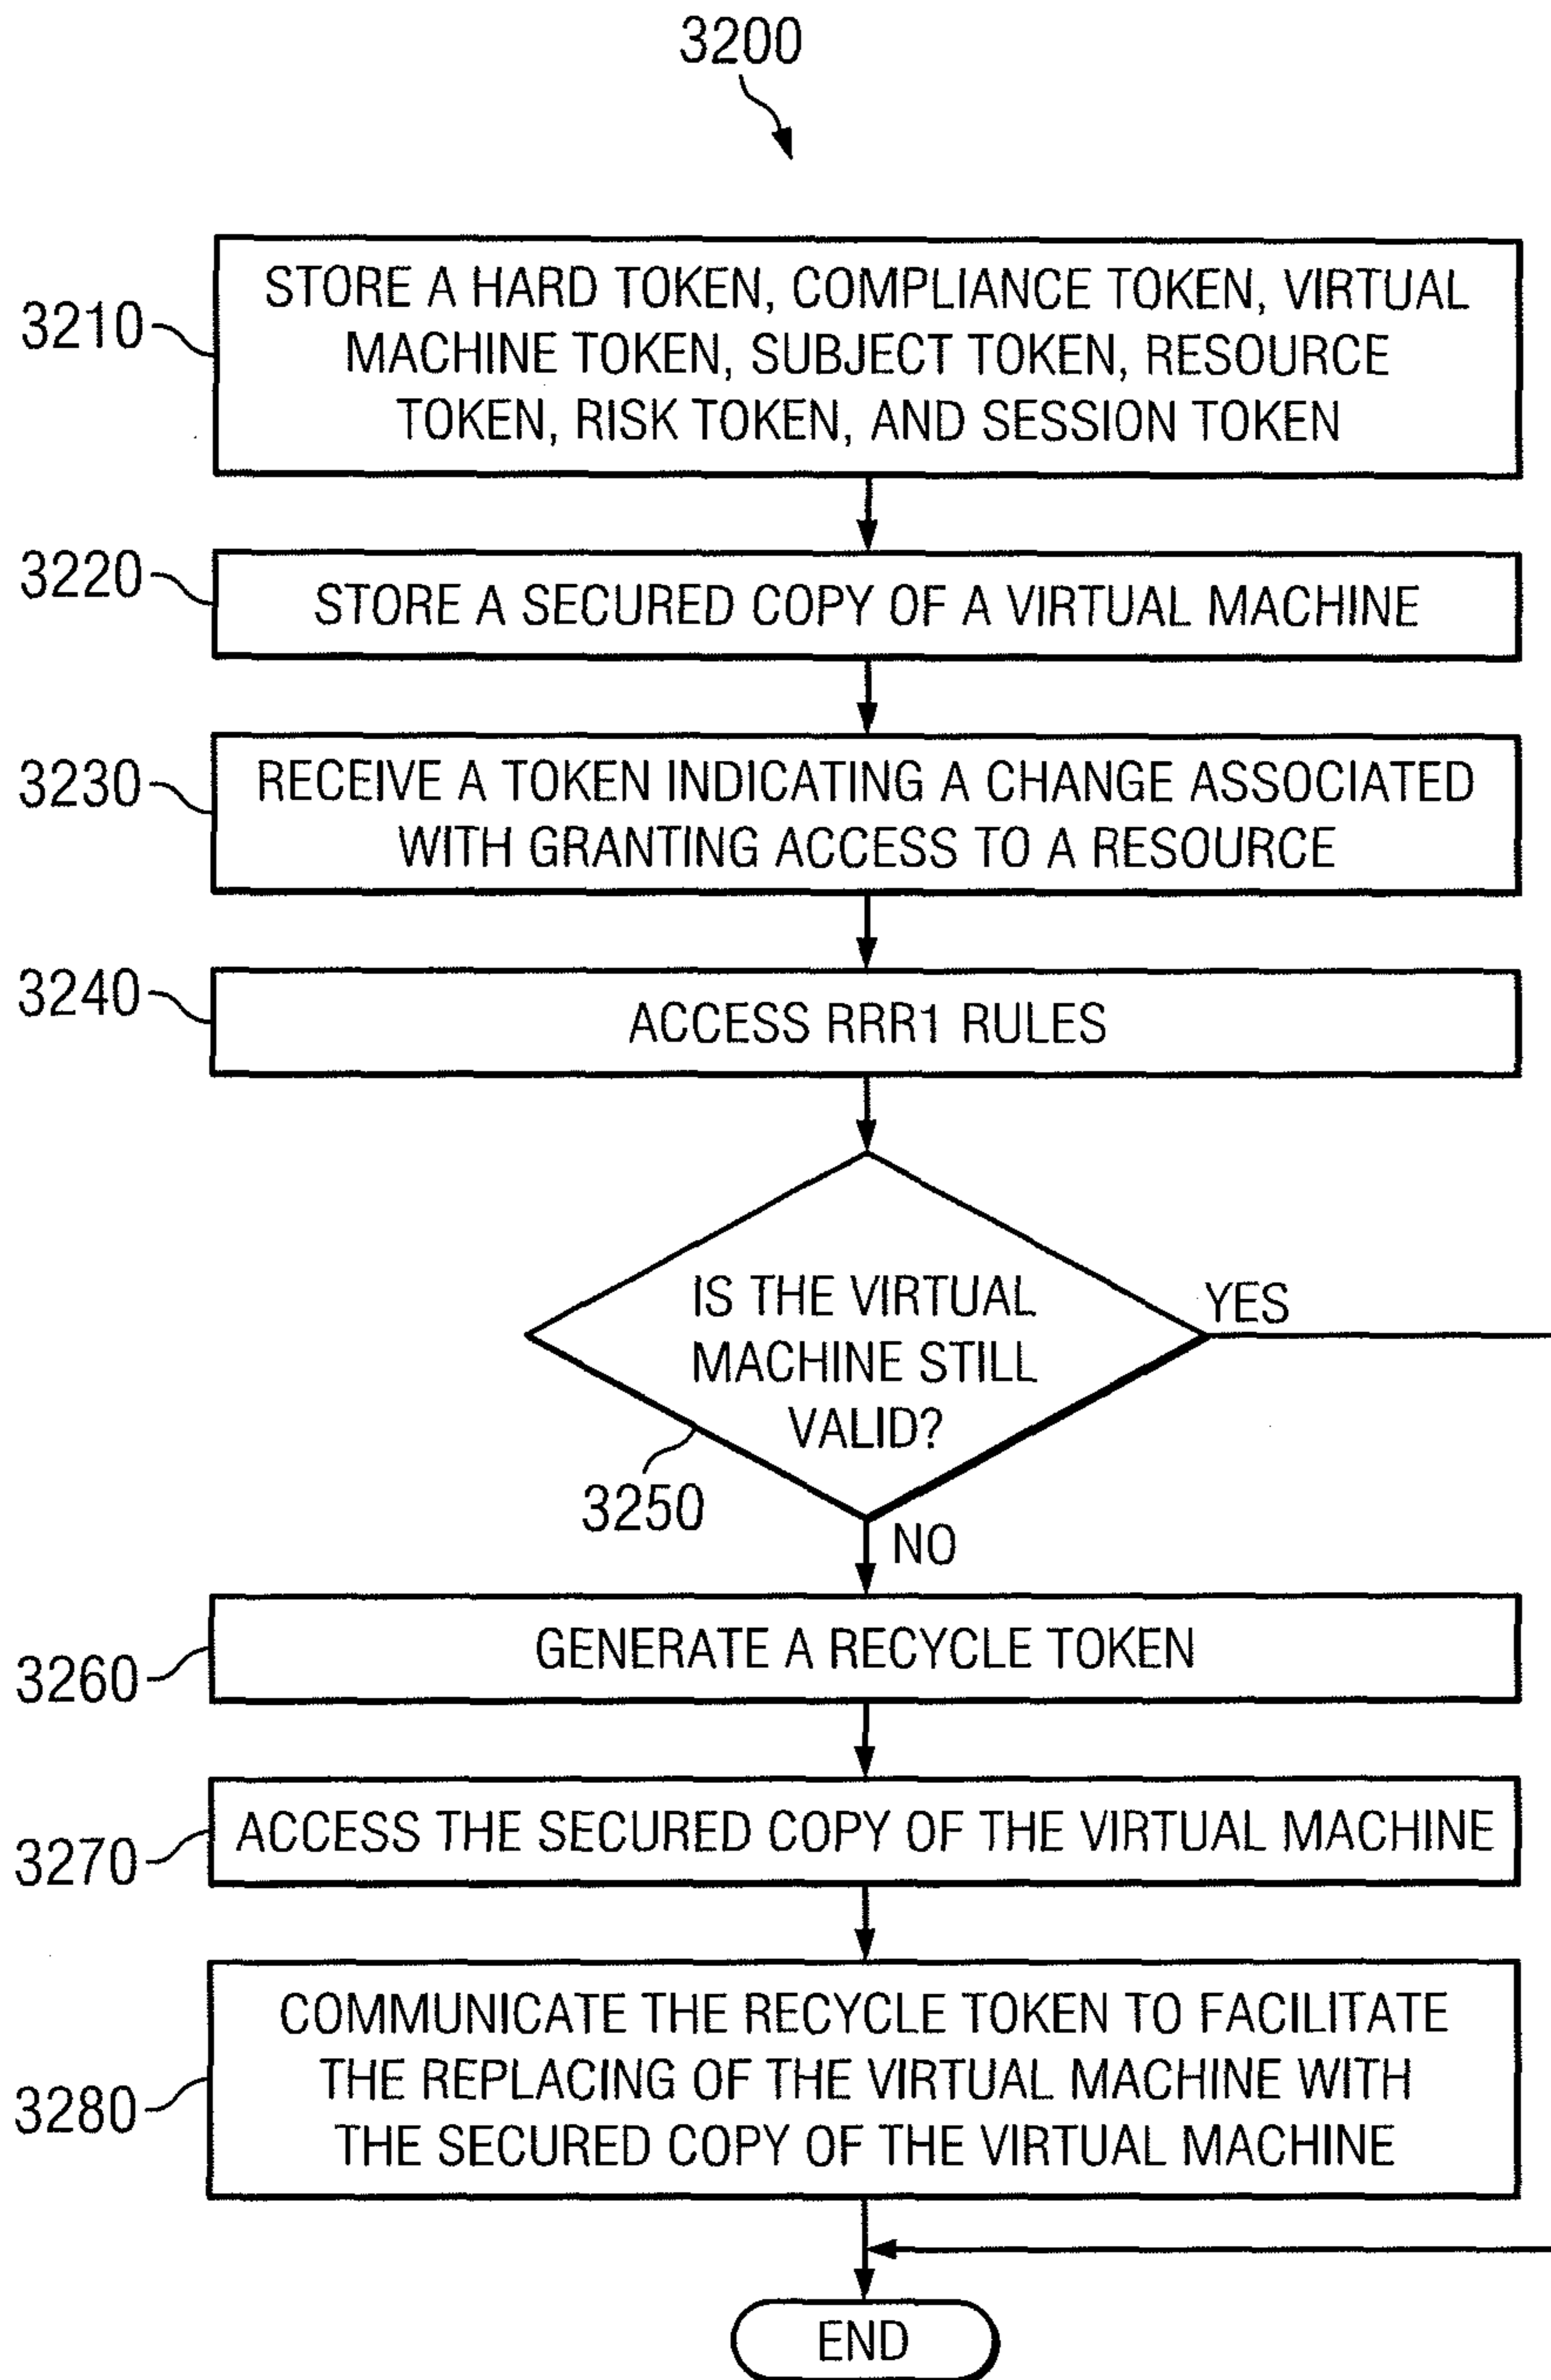 3200
3210
STORE A HARD TOKEN, COMPLIANCE TOKEN, VIRTUAL
MACHINE TOKEN, SUBJECT TOKEN, RESOURCE
TOKEN, RISK TOKEN, AND SESSION TOKEN
3220
STORE A SECURED COPY OF A VIRTUAL MACHINE
3230
RECEIVE A TOKEN INDICATING A CHANGE ASSOCIATED
WITH GRANTING ACCESS TO A RESOURCE
3240
ACCESS RRR1 RULES
IS THE VIRTUAL
MACHINE STILL
VALID?
YES
3250
NO
3260
GENERATE A RECYCLE TOKEN
3270
ACCESS THE SECURED COPY OF THE VIRTUAL MACHINE
3280
COMMUNICATE THE RECYCLE TOKEN TO FACILITATE
THE REPLACING OF THE VIRTUAL MACHINE WITH
THE SECURED COPY OF THE VIRTUAL MACHINE
END